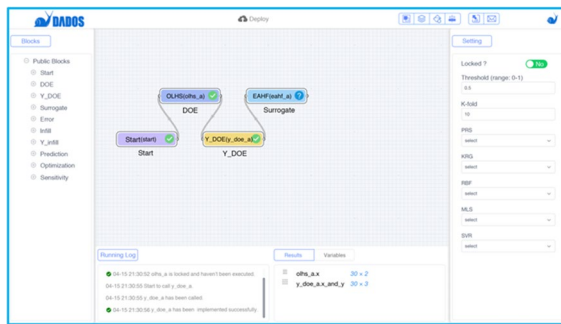 DADOS
Deploy
Blocks
Public Blocks
Start
DOE
Y_DOE
Surrogate
Error
Infill
Y_infill
Prediction
Optimization
Sensitivity
OLHS(olhs_a)
DOE
EAHF(eahf_a)
Surrogate
Start(start)
Start
Y_DOE(y_doe_a)
Y_DOE
Setting
Locked ?
No
Threshold (range: 0-1)
0.5
K-fold
PRS
select
KRG
select
RBF
select
MLS
select
SVR
select
Running Log
04-15 21:30:52 olhs_a is locked and haven't been executed
04-15 21:30:55 Start to call y_doe_a
04-15 21:30:55 y_doe_a has been called
04-15 21:30:58 y_doe_a has been implemented successfully
Results
Variables
olhs_a.x 30 × 2
y_doe_a.x_and_y 30 × 3